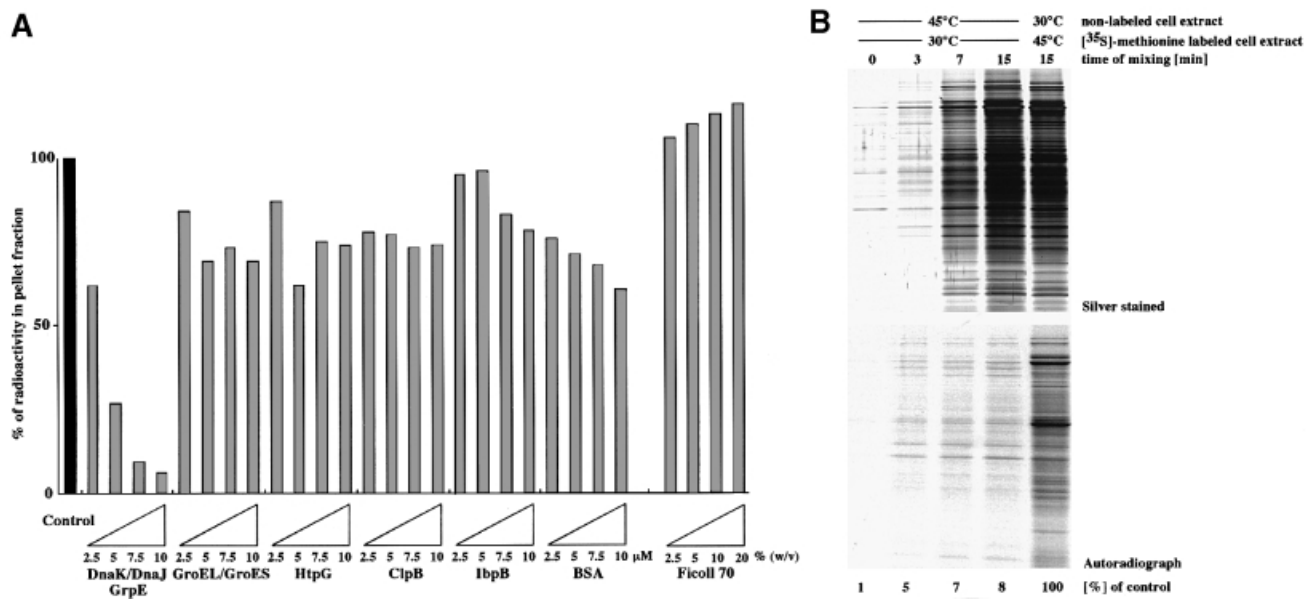 A
% of radioactivity in pellet fraction
100
50
0
Control
2.5 5 7.5 10 2.5 5 7.5 10 2.5 5 7.5 10 2.5 5 7.5 10 2.5 5 7.5 10 2.5 5 7.5 10 μM 2.5 5 10 20 % (w/v)
DnaK/DnaJ GroEL/GroES HtpG ClpB IbpB BSA Ficoll 70
GrpE
B
45°C 30°C non-labeled cell extract
30°C 45°C [35S]-methionine labeled cell extract
0 3 7 15 15 time of mixing [min]
Silver stained
Autoradiograph
1 5 7 8 100 [%] of control